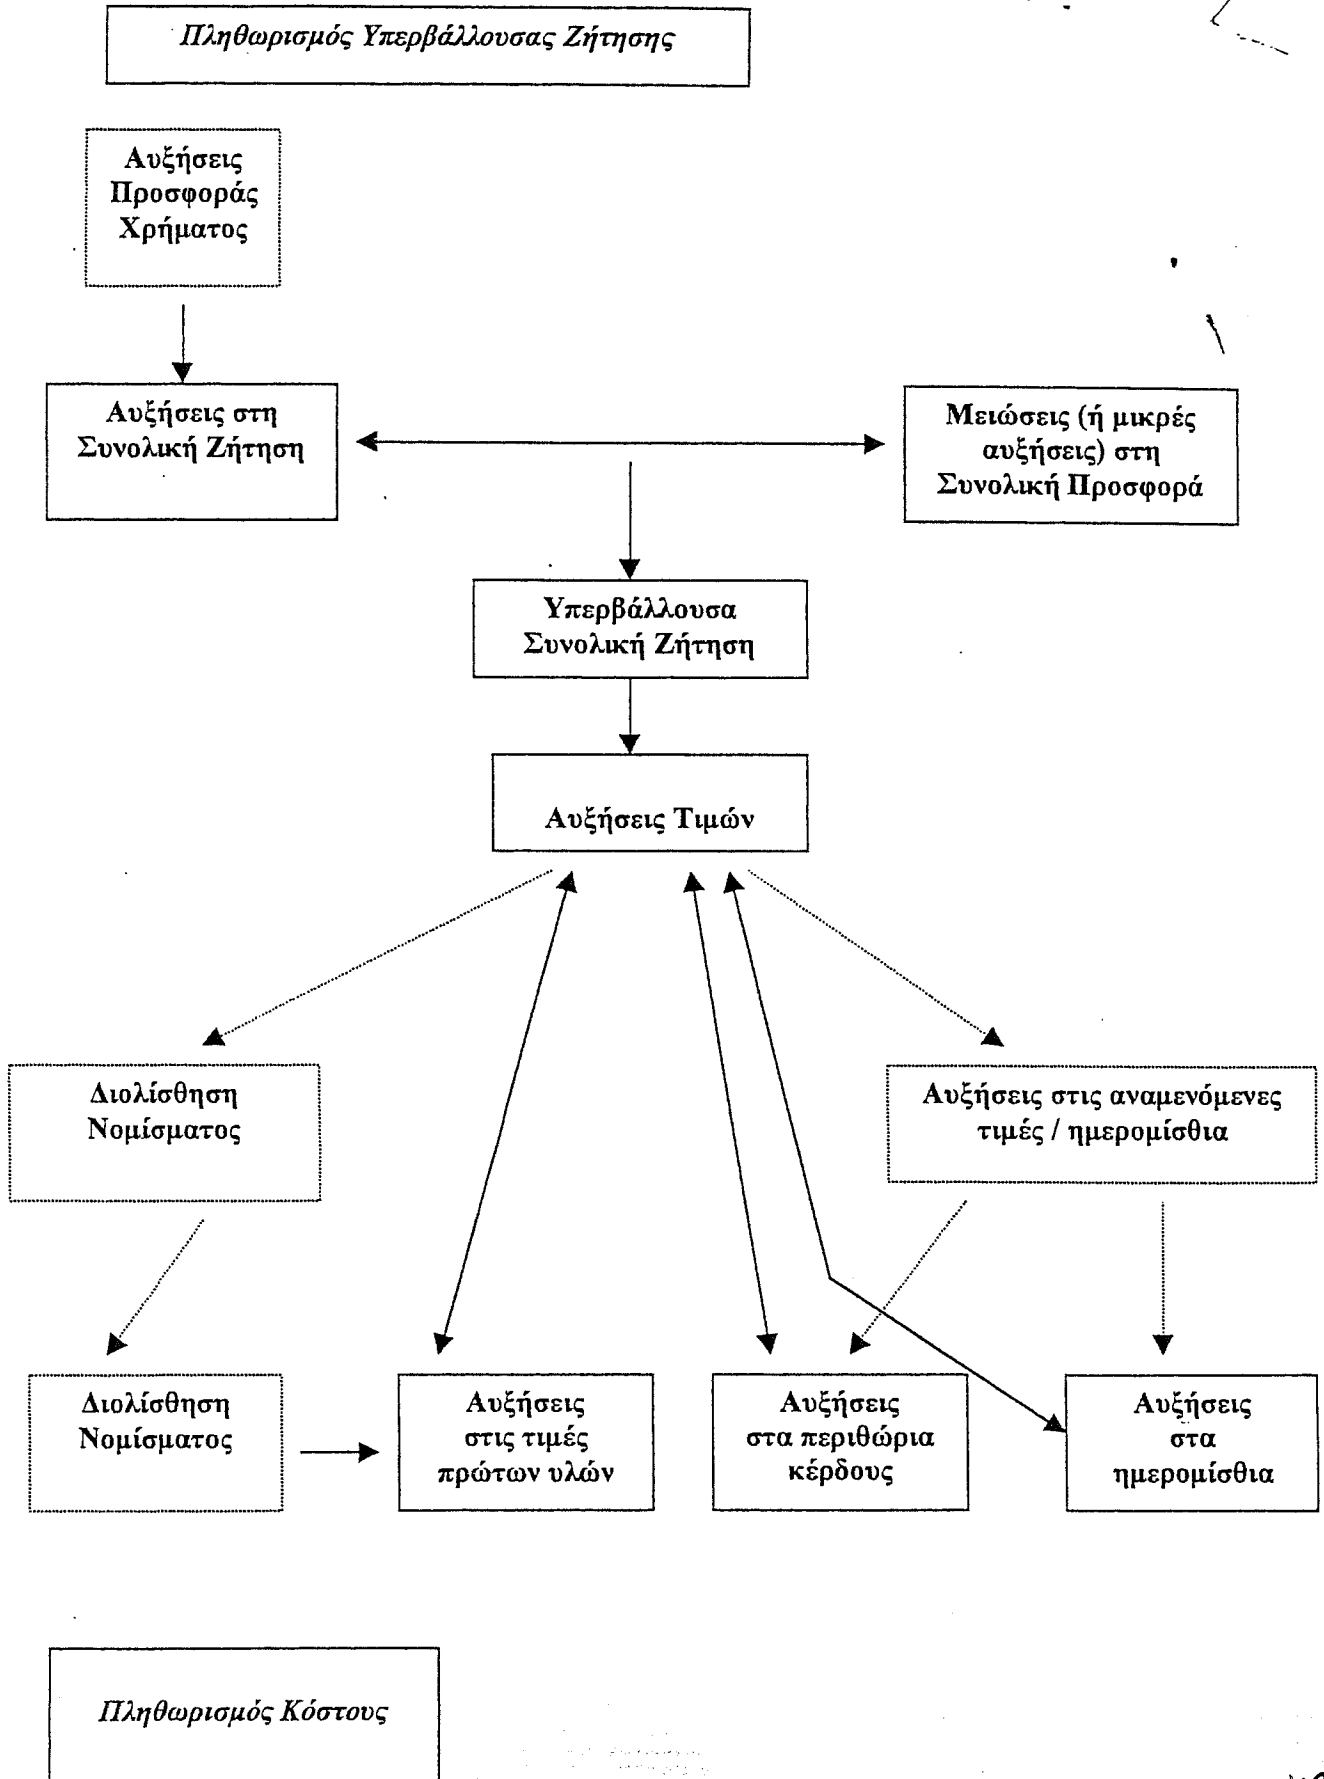 Πληθωρισμός Υπερβάλλουσας Ζήτησης
Αυξήσεις
Προσφοράς
Χρήματος
Αυξήσεις στη
Συνολική Ζήτηση
Μειώσεις (ή μικρές
αυξήσεις) στη
Συνολική Προσφορά
Υπερβάλλουσα
Συνολική Ζήτηση
Αυξήσεις Τιμών
Διολίσθηση
Νομίσματος
Αυξήσεις στις αναμενόμενες
τιμές / ημερομίσθια
Διολίσθηση
Νομίσματος
Αυξήσεις
στις τιμές
πρώτων υλών
Αυξήσεις
στα περιθώρια
κέρδους
Αυξήσεις
στα
ημερομίσθια
Πληθωρισμός Κόστους